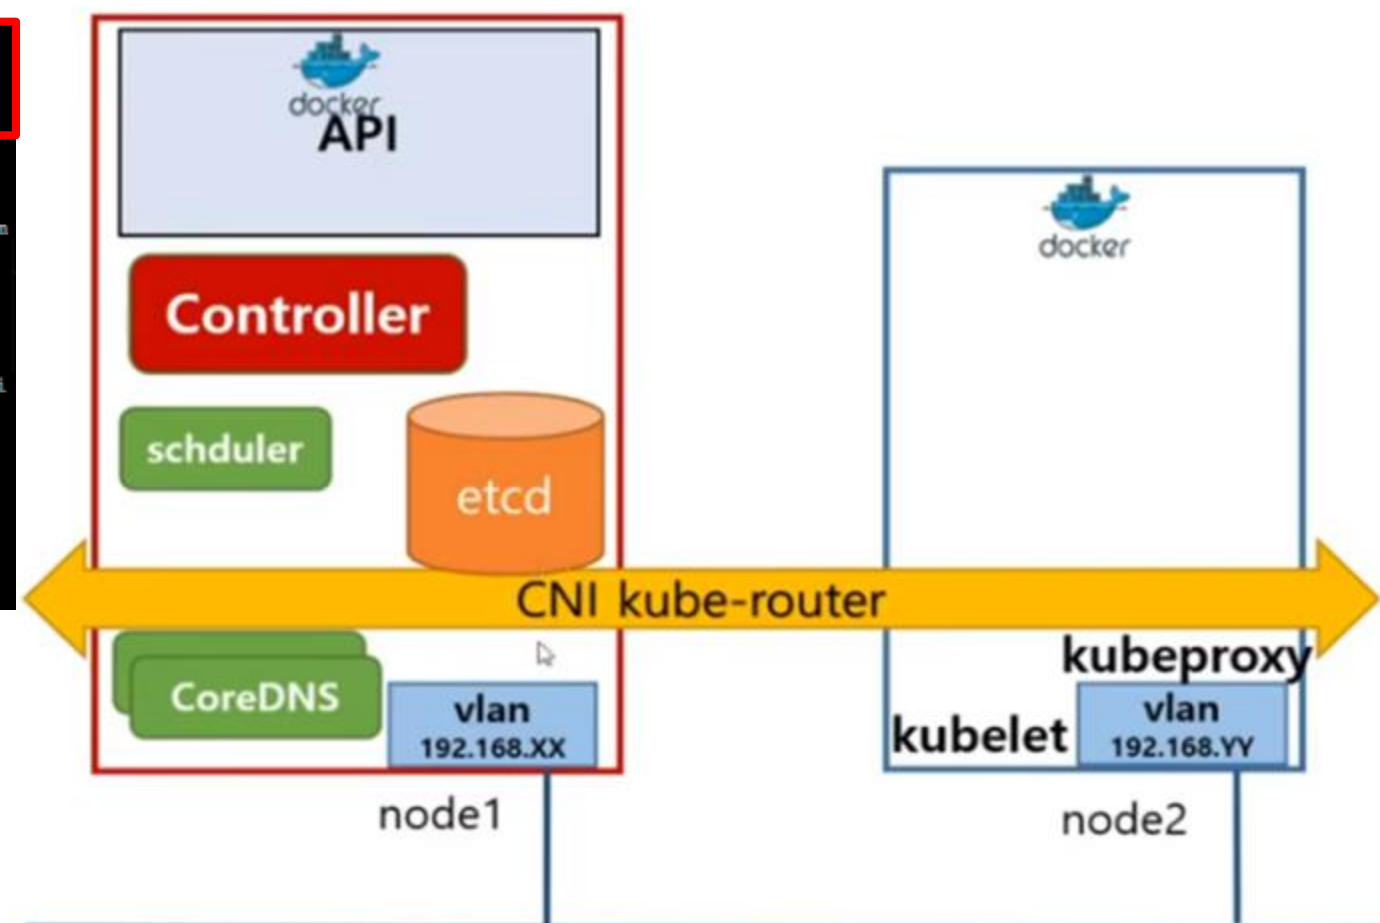 docker
API
Controller
schduler
etcd
CNI kube-router
CoreDNS
vlan
192.168.XX
node1
docker
kubeproxy
kubelet
vlan
192.168.YY
node2